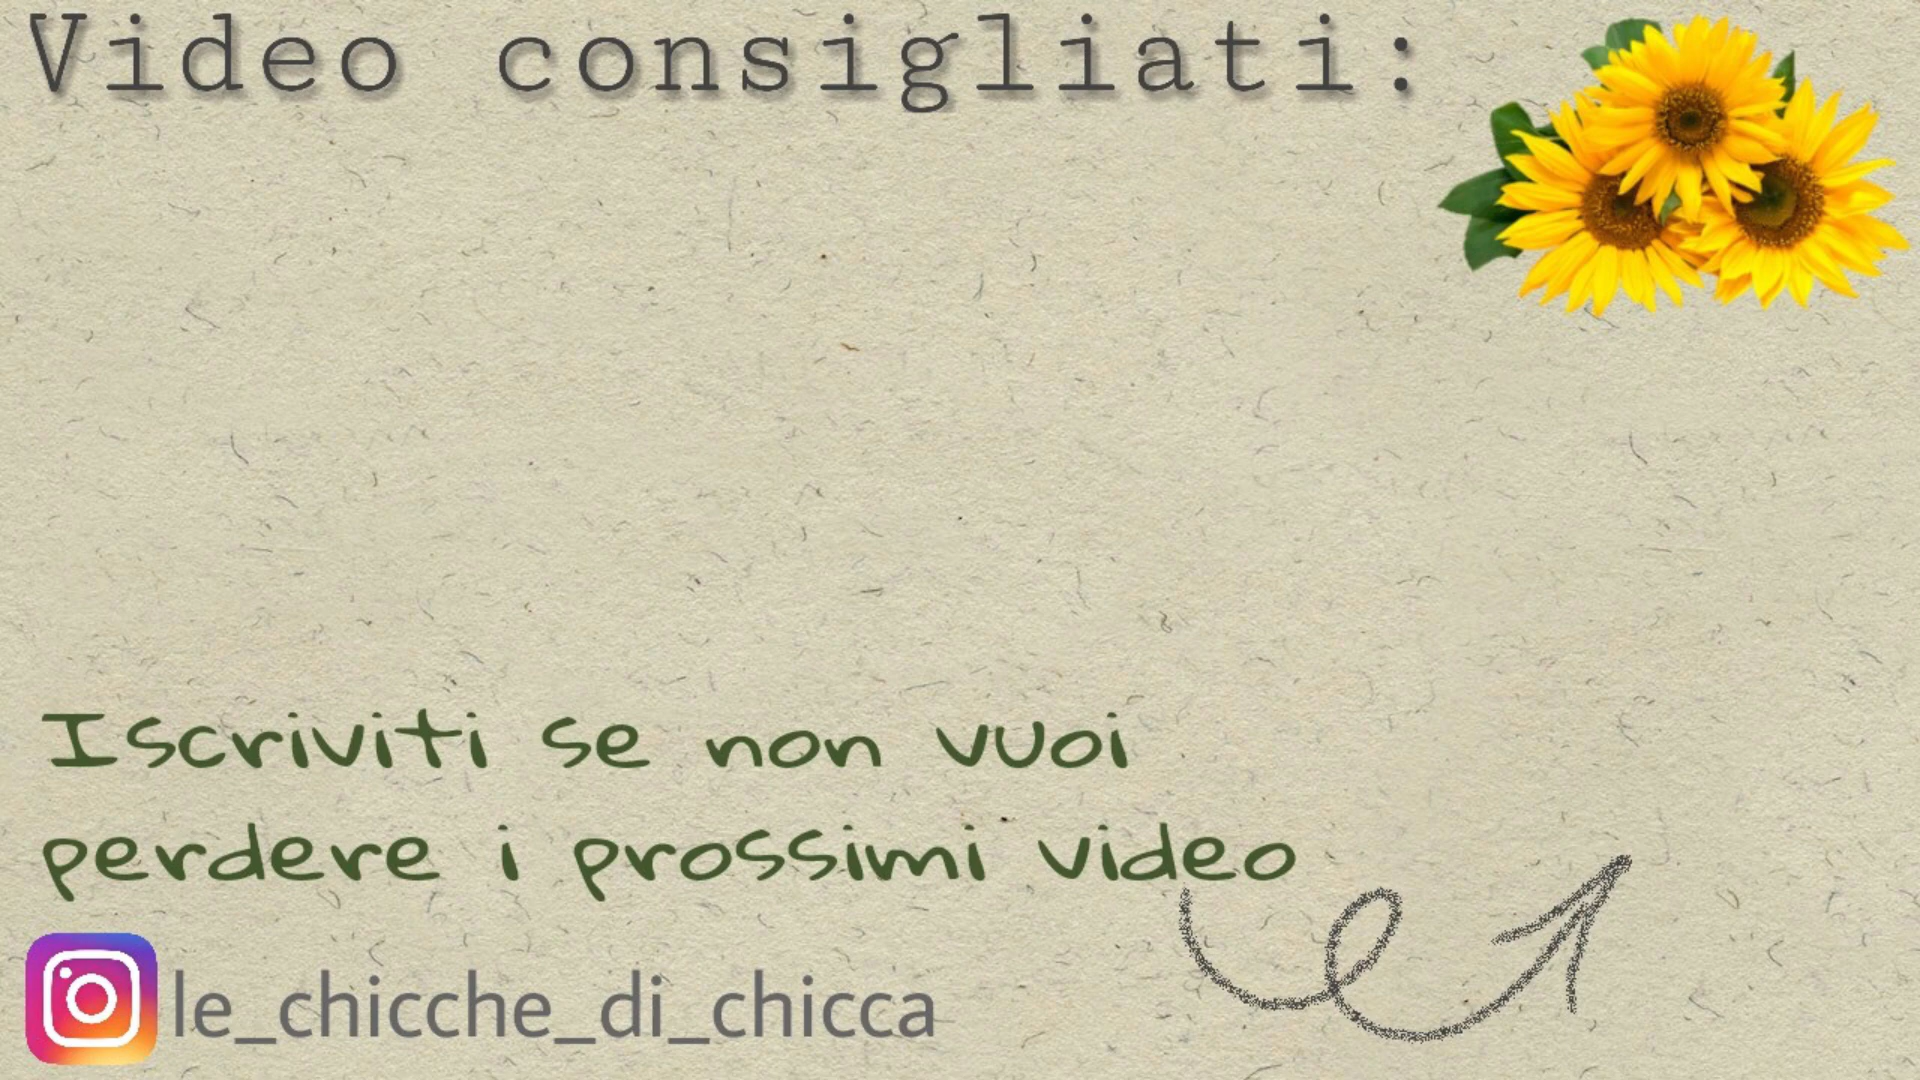 Video consigliati:
Iscriviti se non vuoi
perdere i prossimi video
le_chicche_di_chicca